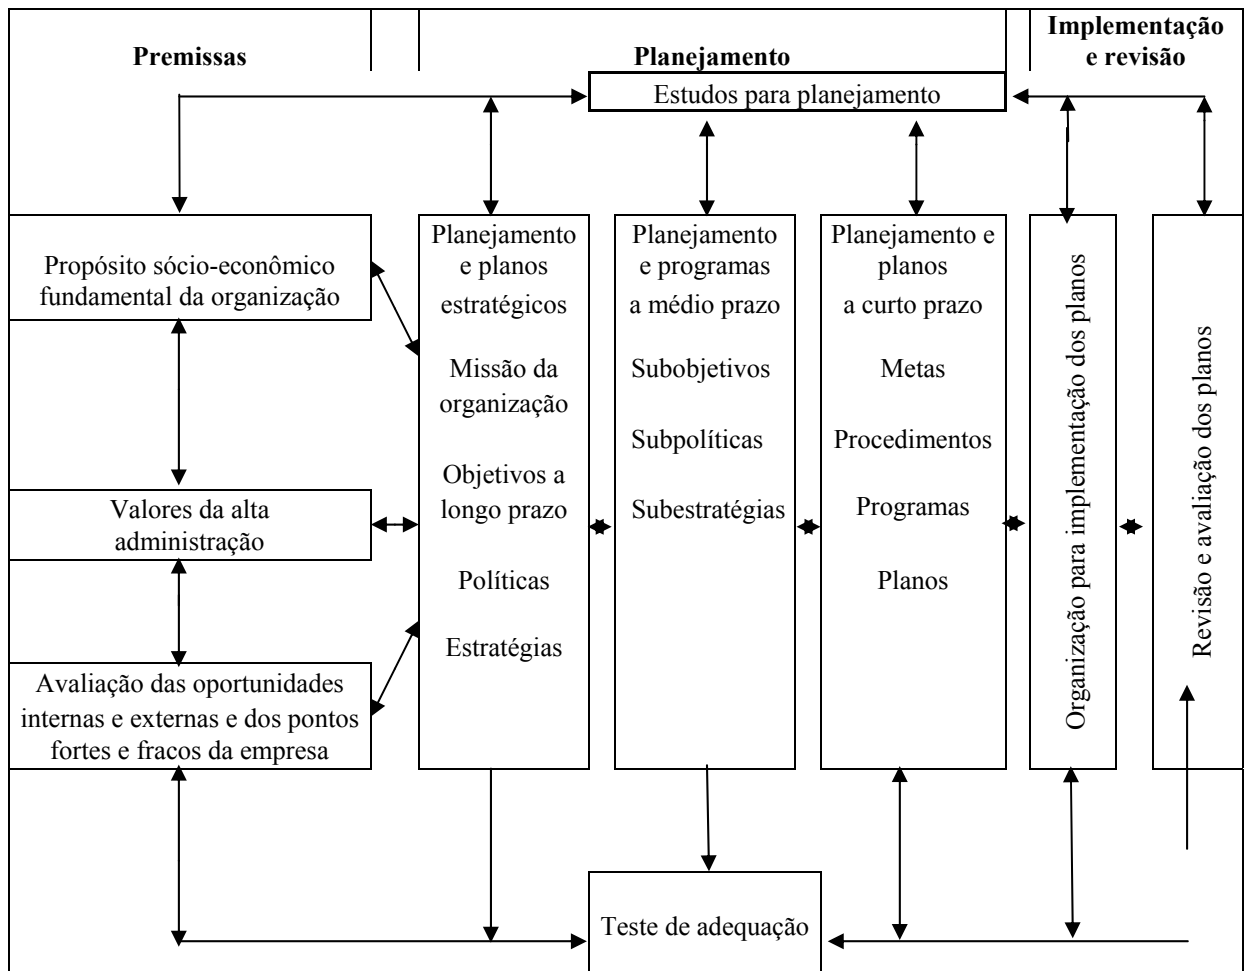 Premissas
Planejamento
Implementação
e revisão
Estudos para planejamento
Propósito sócio-econômico
fundamental da organização
Valores da alta
administração
Avaliação das oportunidades
internas e externas e dos pontos
fortes e fracos da empresa
Planejamento
e planos
estratégicos
Missão da
organização
Objetivos a
longo prazo
Políticas
Estratégias
Planejamento
e programas
a médio prazo
Subobjetivos
Subpolíticas
Subestratégias
Planejamento e
planos
a curto prazo
Metas
Procedimentos
Programas
Planos
Organização para implementação dos planos
Revisão e avaliação dos planos
Teste de adequação